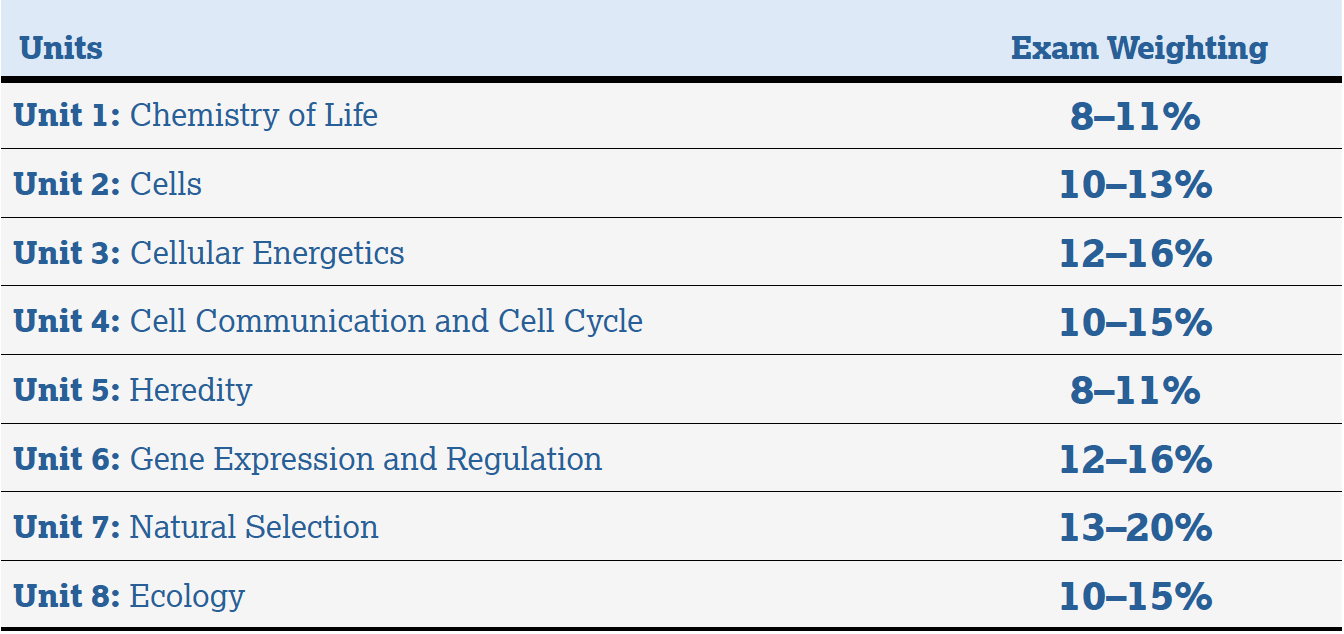 Units Exam Weighting
Unit 1: Chemistry of Life 8–11%
Unit 2: Cells 10–13%
Unit 3: Cellular Energetics 12–16%
Unit 4: Cell Communication and Cell Cycle 10–15%
Unit 5: Heredity 8–11%
Unit 6: Gene Expression and Regulation 12–16%
Unit 7: Natural Selection 13–20%
Unit 8: Ecology 10–15%